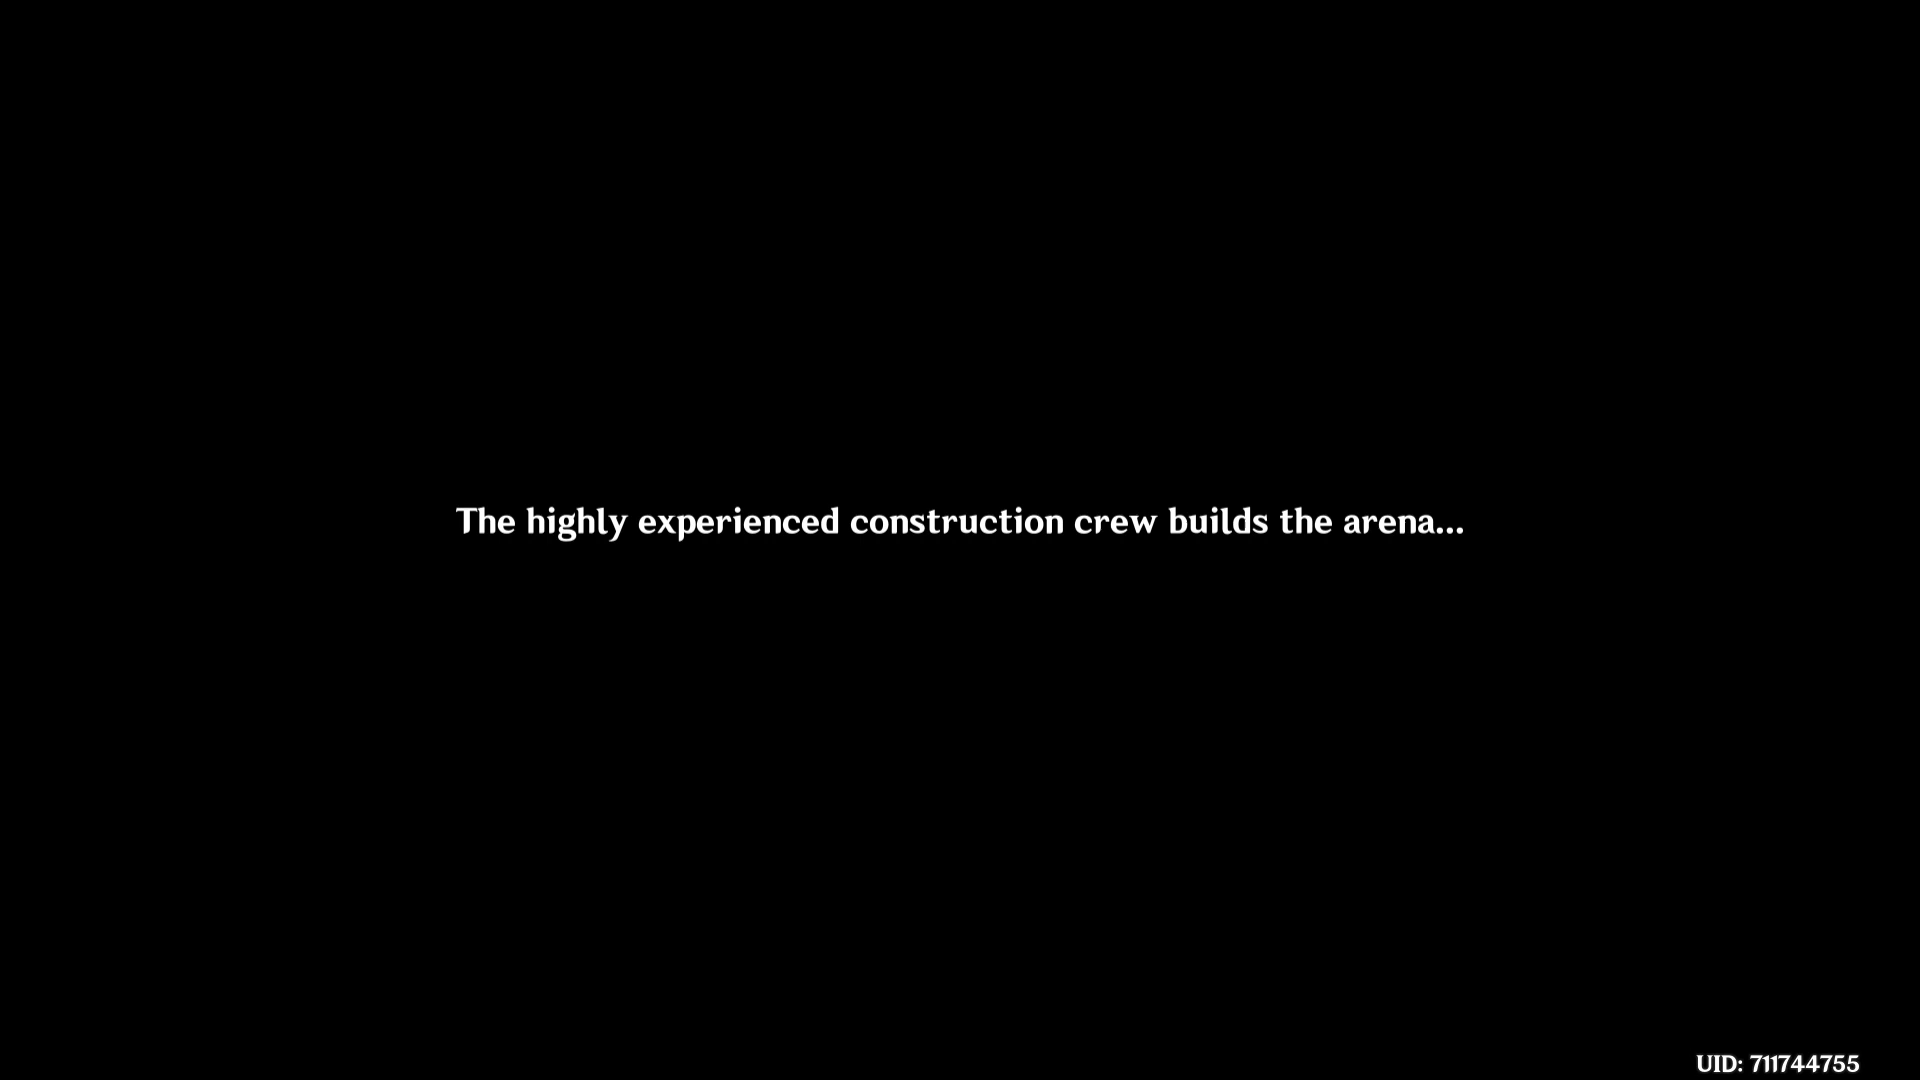 The highly experienced construction crew builds the arena...
UID: 711744755